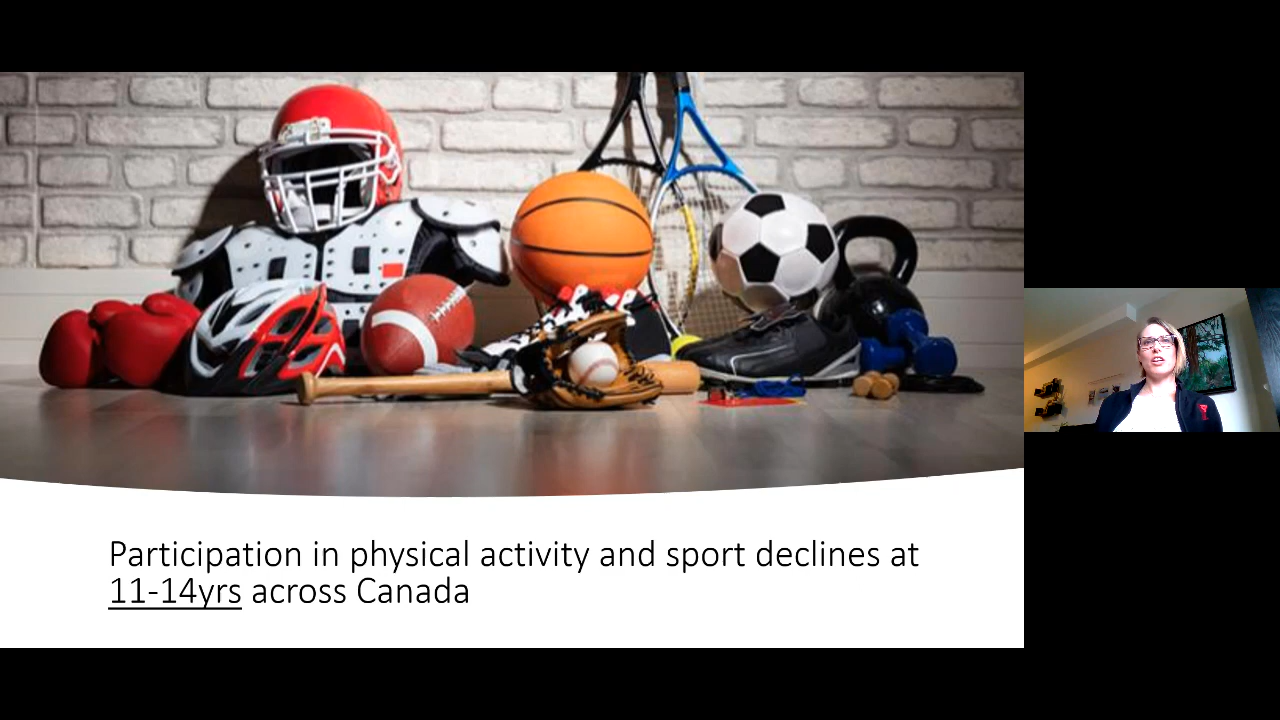 Participation in physical activity and sport declines at
11-14yrs across Canada